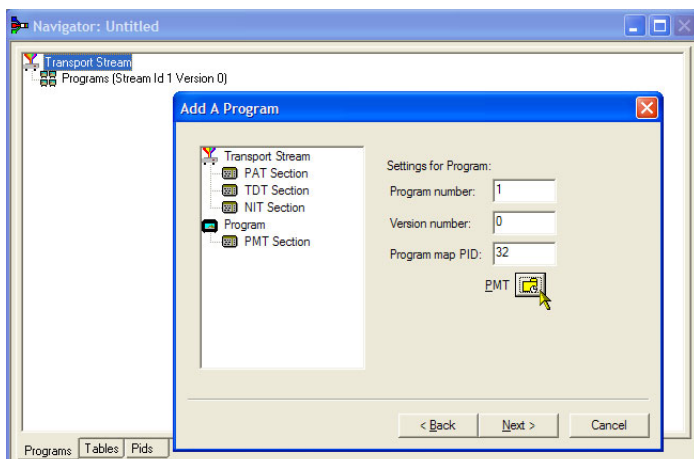 Navigator: Untitled
Transport Stream
Programs (Stream Id 1 Version 0)
Add A Program
Transport Stream
PAT Section
TDT Section
NIT Section
Program
PMT Section
Settings for Program:
Program number: 1
Version number: 0
Program map PID: 32
PMT
< Back Next > Cancel
Programs Tables Pids